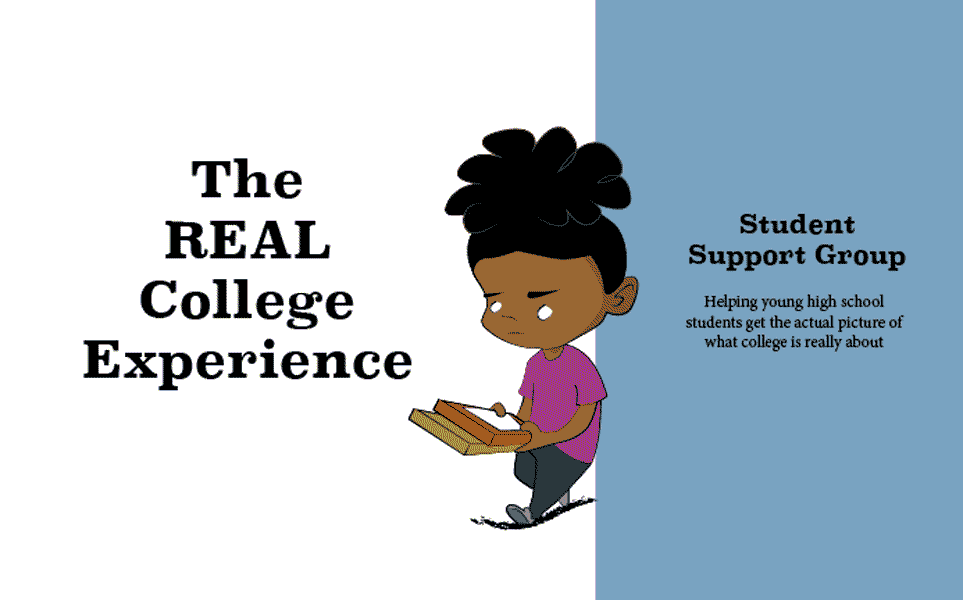 The
REAL
College
Experience
Student
Support Group
Helping young high school
students get the actual picture of
what college is really about